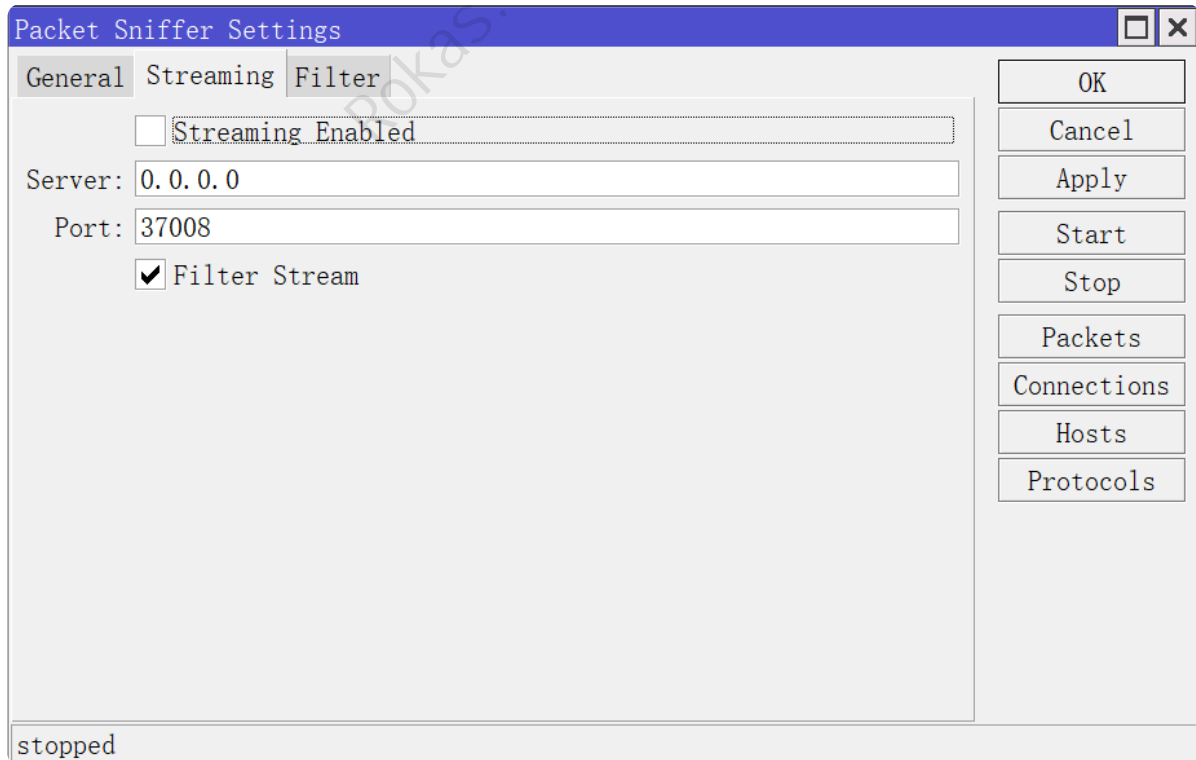 Packet Sniffer Settings
General Streaming Filter
Streaming Enabled
Server: 0.0.0.0
Port: 37008
Filter Stream
OK
Cancel
Apply
Start
Stop
Packets
Connections
Hosts
Protocols
stopped
Rokas.